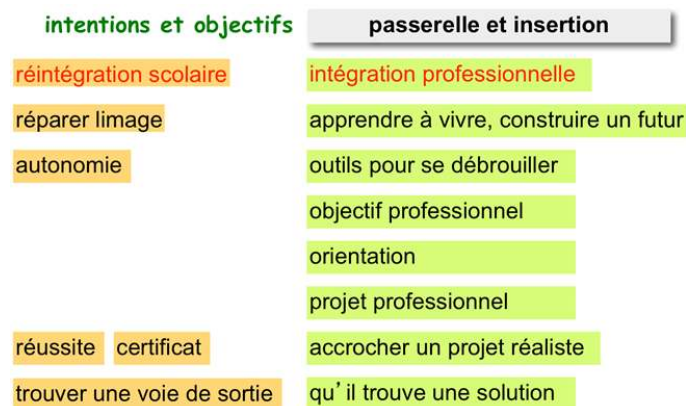 intentions et objectifs passerelle et insertion
réintégration scolaire intégration professionnelle
réparer limage apprendre à vivre, construire un futur
autonomie outils pour se débrouiller
objectif professionnel
orientation
projet professionnel
réussite certificat accrocher un projet réaliste
trouver une voie de sortie qu’il trouve une solution